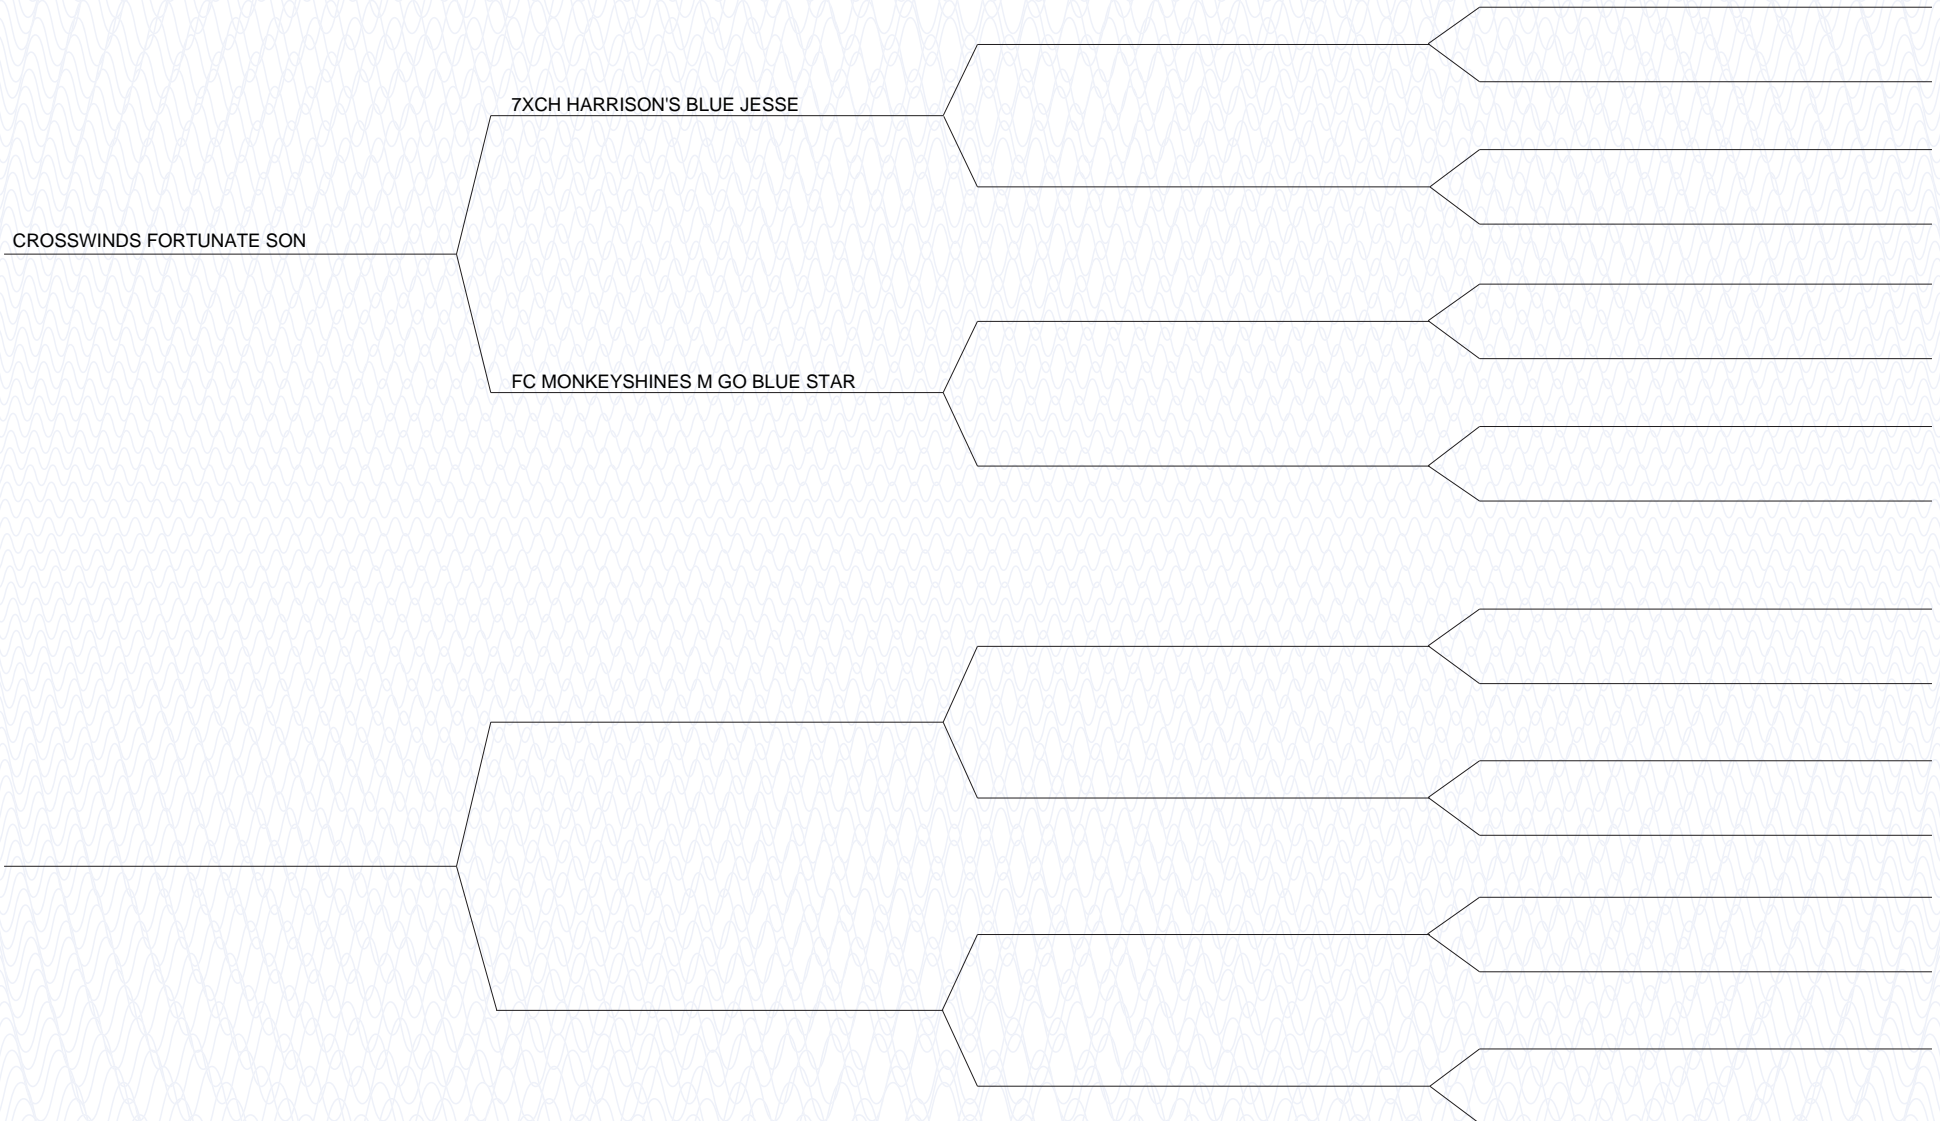 7XCH HARRISON'S BLUE JESSE
CROSSWINDS FORTUNATE SON
FC MONKEYSHINES M GO BLUE STAR